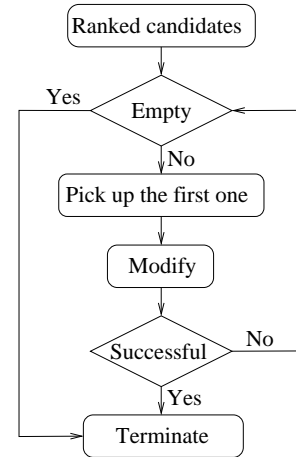 Ranked candidates
Yes
Empty
No
Pick up the first one
Modify
Successful
No
Yes
Terminate